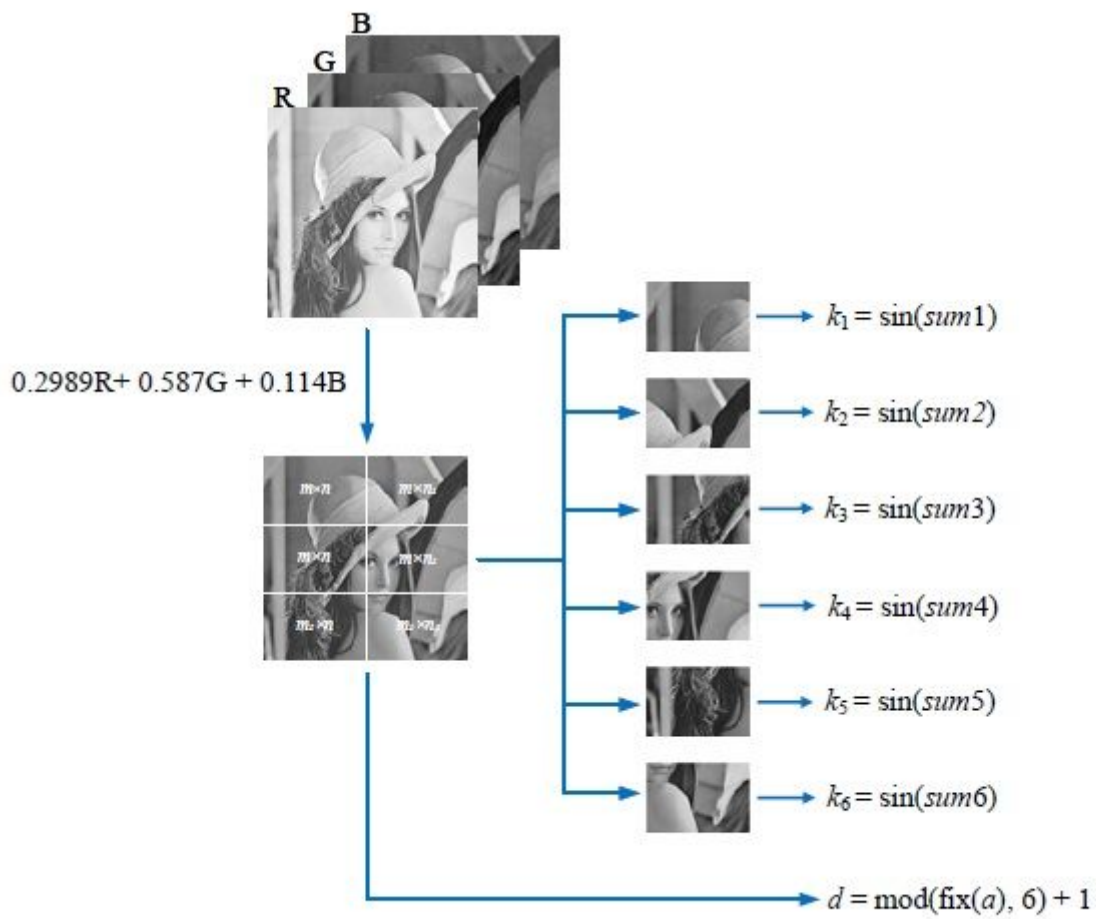 B
G
R
0.2989R+ 0.587G + 0.114B
m×n
m×n
m×n
k₁ = sin(sum1)
k₂ = sin(sum2)
k₃ = sin(sum3)
k₄ = sin(sum4)
k₅ = sin(sum5)
k₆ = sin(sum6)
d = mod(fix(a), 6) + 1